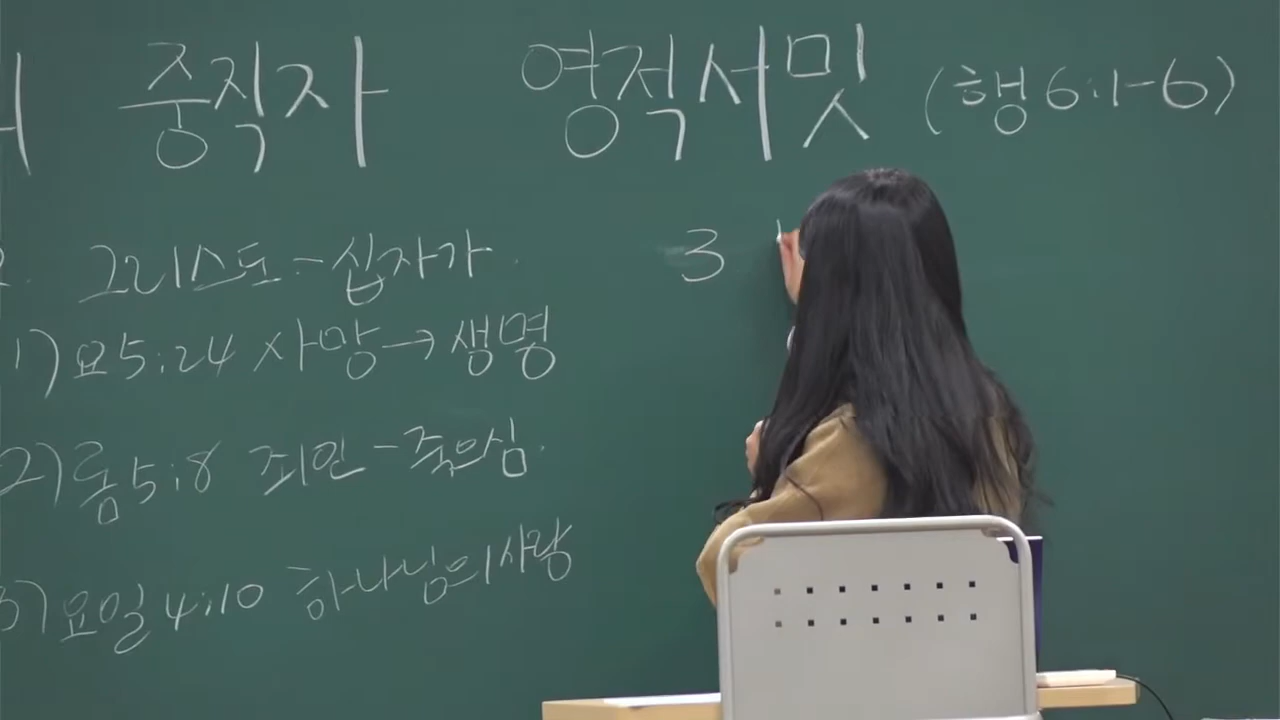 중직자 영적서밋 (행 6:1-6)
그리스도-십자가.
1) 요5:24 사망→생명
2) 롬5:8 죄인-죽으심.
3) 요일4:10 하나님의사랑
3